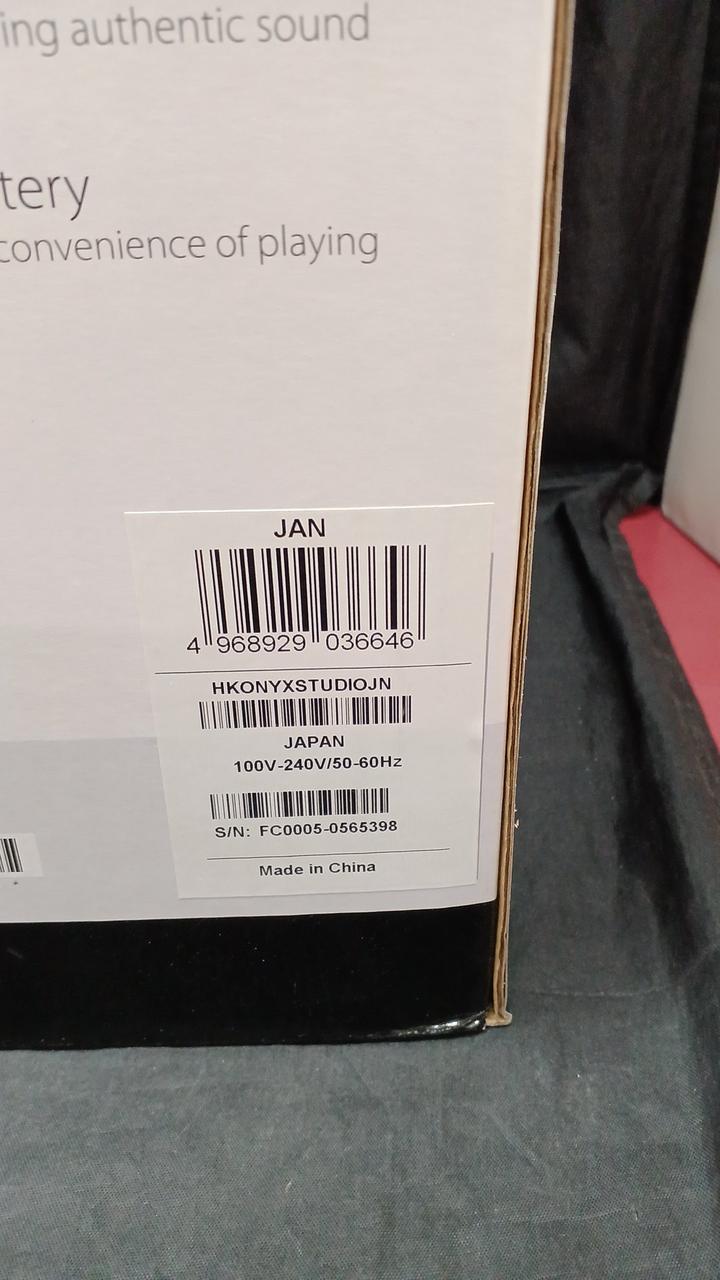 ing authentic sound
tery
convenience of playing
JAN
4 968929 036646
HKONYXSTUDIOJN
JAPAN
100V-240V/50-60Hz
S/N: FC0005-0565398
Made in China